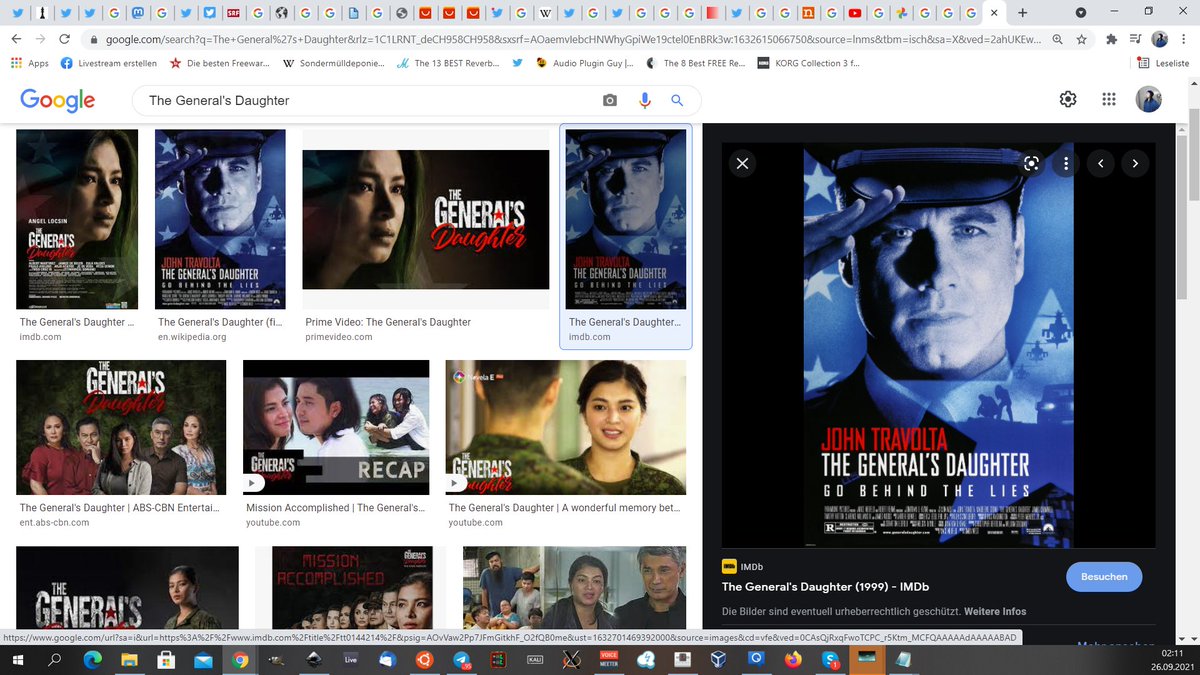 google.com/search?q=The+General%27s+Daughter&rlz=1C1LRNT_deCH958CH958&sxsrf=AOaemvIebcHNWhyGpiWe19ctel0EnBRk3w:1632615066750&source=lnms&tbm=isch&sa=X&ved=2ahUKEw...
Apps
Livestream erstellen
Die besten Freewar...
Sondermülldeponie...
The 13 BEST Reverb...
Audio Plugin Guy |...
The 8 Best FREE Re...
KORG Collection 3 f...
Leseliste
Google
The General's Daughter
ANGEL LOCSIN
THE GENERAL'S Daughter
JOHN TRAVOLTA
THE GENERAL'S DAUGHTER
GO BEHIND THE LIES
THE
GENERAL'S
Daughter
JOHN TRAVOLTA
THE GENERAL'S DAUGHTER
GO BEHIND THE LIES
The General's Daughter ...
imdb.com
The General's Daughter (fi...
en.wikipedia.org
Prime Video: The General's Daughter
primevideo.com
The General's Daughter...
imdb.com
THE
GENERAL'S
Daughter
THE
GENERAL'S
RECAP
Novela E
THE
GENERAL'S
Daughter
The General's Daughter | ABS-CBN Entertai...
ent.abs-cbn.com
Mission Accomplished | The General's...
youtube.com
The General's Daughter | A wonderful memory bet...
youtube.com
THE
GENERAL'S
MISSION
ACCOMPLISHED
THE
GENERAL'S
Daughter
JOHN TRAVOLTA
THE GENERAL'S DAUGHTER
GO BEHIND THE LIES
R RESTRICTED
www.generalsdaughter.com
IMDb
The General's Daughter (1999) - IMDb
Besuchen
Die Bilder sind eventuell urheberrechtlich geschützt. Weitere Infos
https://www.google.com/url?sa=i&url=https%3A%2F%2Fwww.imdb.com%2Ftitle%2Ftt0144214%2F&psig=AOvVaw2Pp7JFmGitkhF_O2fQB0me&ust=1632701469392000&source=images&cd=vfe&ved=0CAsQjRxqFwoTCPC_r5Ktm_MCFQAAAAAdAAAAABAD
Live
KALI
VOICE
MEETER
95
02:11
26.09.2021